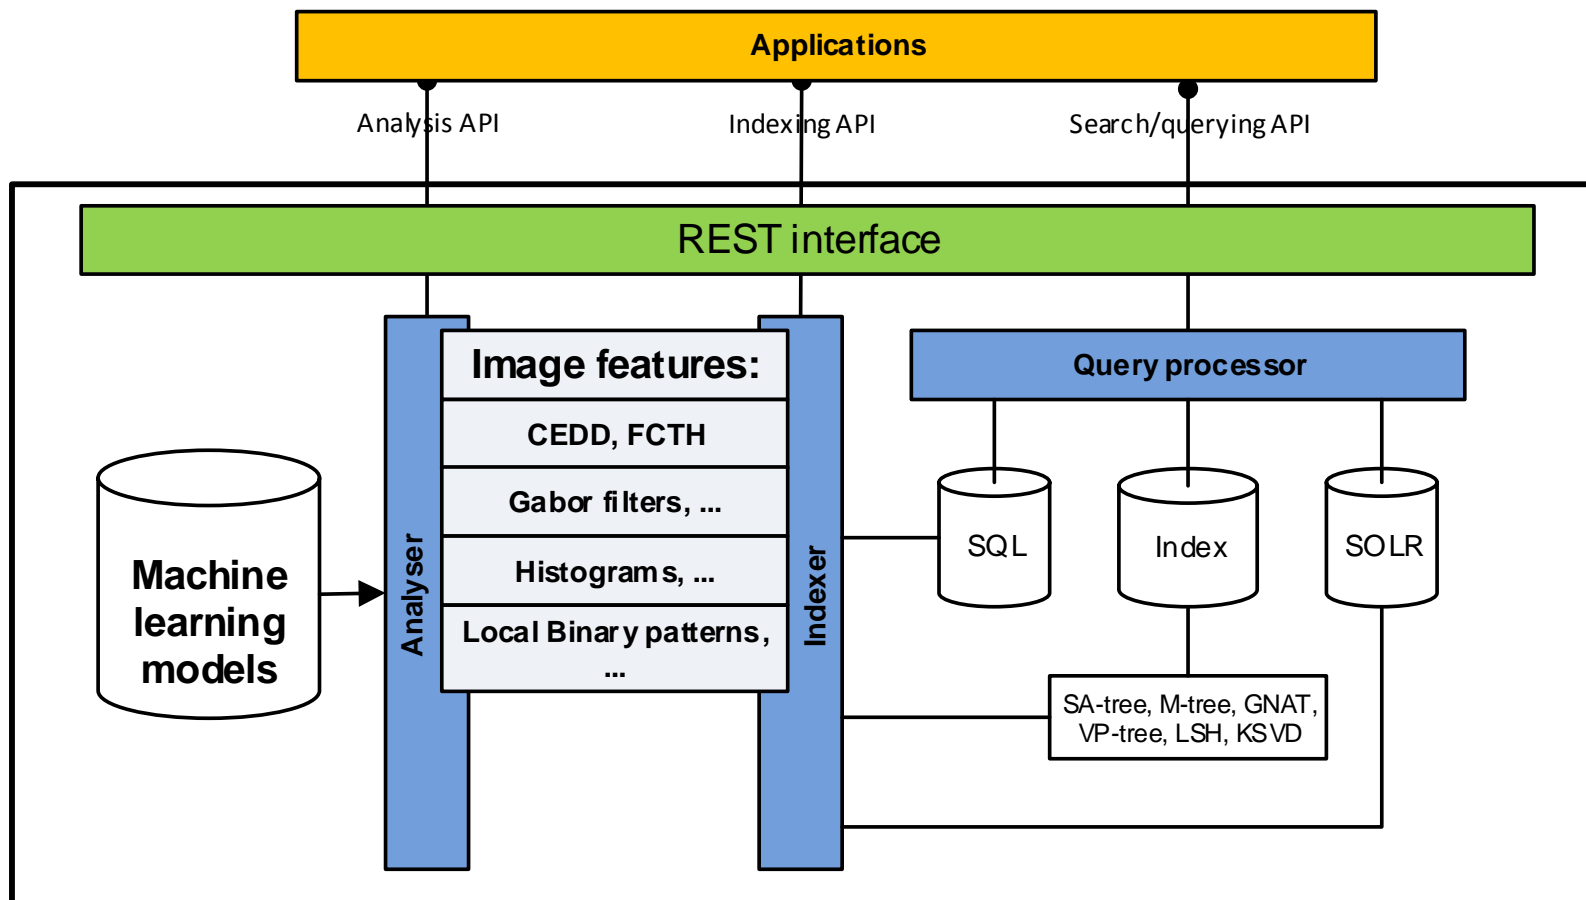 Applications
Analysis API
Indexing API
Search/querying API
REST interface
Image features:
Query processor
CEDD, FCTH
Gabor filters, ...
Histograms, ...
Local Binary patterns,
...
Analyser
Indexer
Machine
learning
models
SQL
Index
SOLR
SA-tree, M-tree, GNAT,
VP-tree, LSH, KSVD